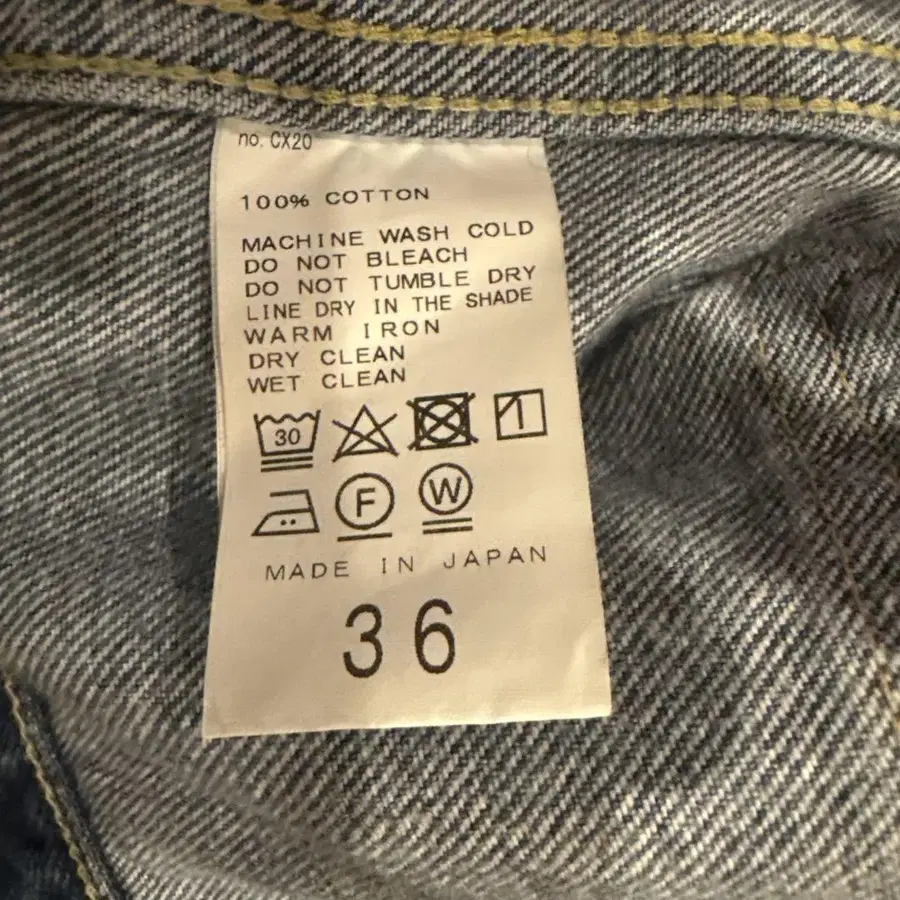 no. CX20
100% COTTON
MACHINE WASH COLD
DO NOT BLEACH
DO NOT TUMBLE DRY
LINE DRY IN THE SHADE
WARM IRON
DRY CLEAN
WET CLEAN
30
F W
MADE IN JAPAN
36